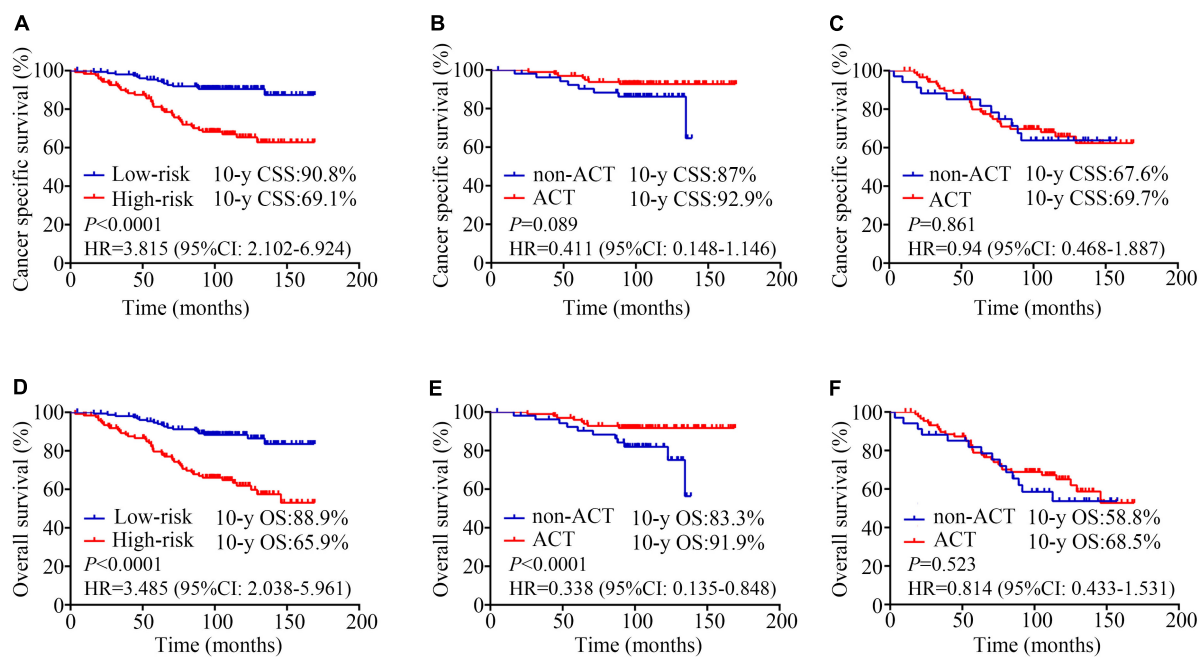 A
Cancer specific survival (%)
100
80
60
40
20
0
Low-risk 10-y CSS:90.8%
High-risk 10-y CSS:69.1%
P<0.0001
HR=3.815 (95%CI: 2.102-6.924)
0 50 100 150 200
Time (months)
B
Cancer specific survival (%)
100
80
60
40
20
0
non-ACT 10-y CSS:87%
ACT 10-y CSS:92.9%
P=0.089
HR=0.411 (95%CI: 0.148-1.146)
0 50 100 150 200
Time (months)
C
Cancer specific survival (%)
100
80
60
40
20
0
non-ACT 10-y CSS:67.6%
ACT 10-y CSS:69.7%
P=0.861
HR=0.94 (95%CI: 0.468-1.887)
0 50 100 150 200
Time (months)
D
Overall survival (%)
100
80
60
40
20
0
Low-risk 10-y OS:88.9%
High-risk 10-y OS:65.9%
P<0.0001
HR=3.485 (95%CI: 2.038-5.961)
0 50 100 150 200
Time (months)
E
Overall survival (%)
100
80
60
40
20
0
non-ACT 10-y OS:83.3%
ACT 10-y OS:91.9%
P<0.0001
HR=0.338 (95%CI: 0.135-0.848)
0 50 100 150 200
Time (months)
F
Overall survival (%)
100
80
60
40
20
0
non-ACT 10-y OS:58.8%
ACT 10-y OS:68.5%
P=0.523
HR=0.814 (95%CI: 0.433-1.531)
0 50 100 150 200
Time (months)